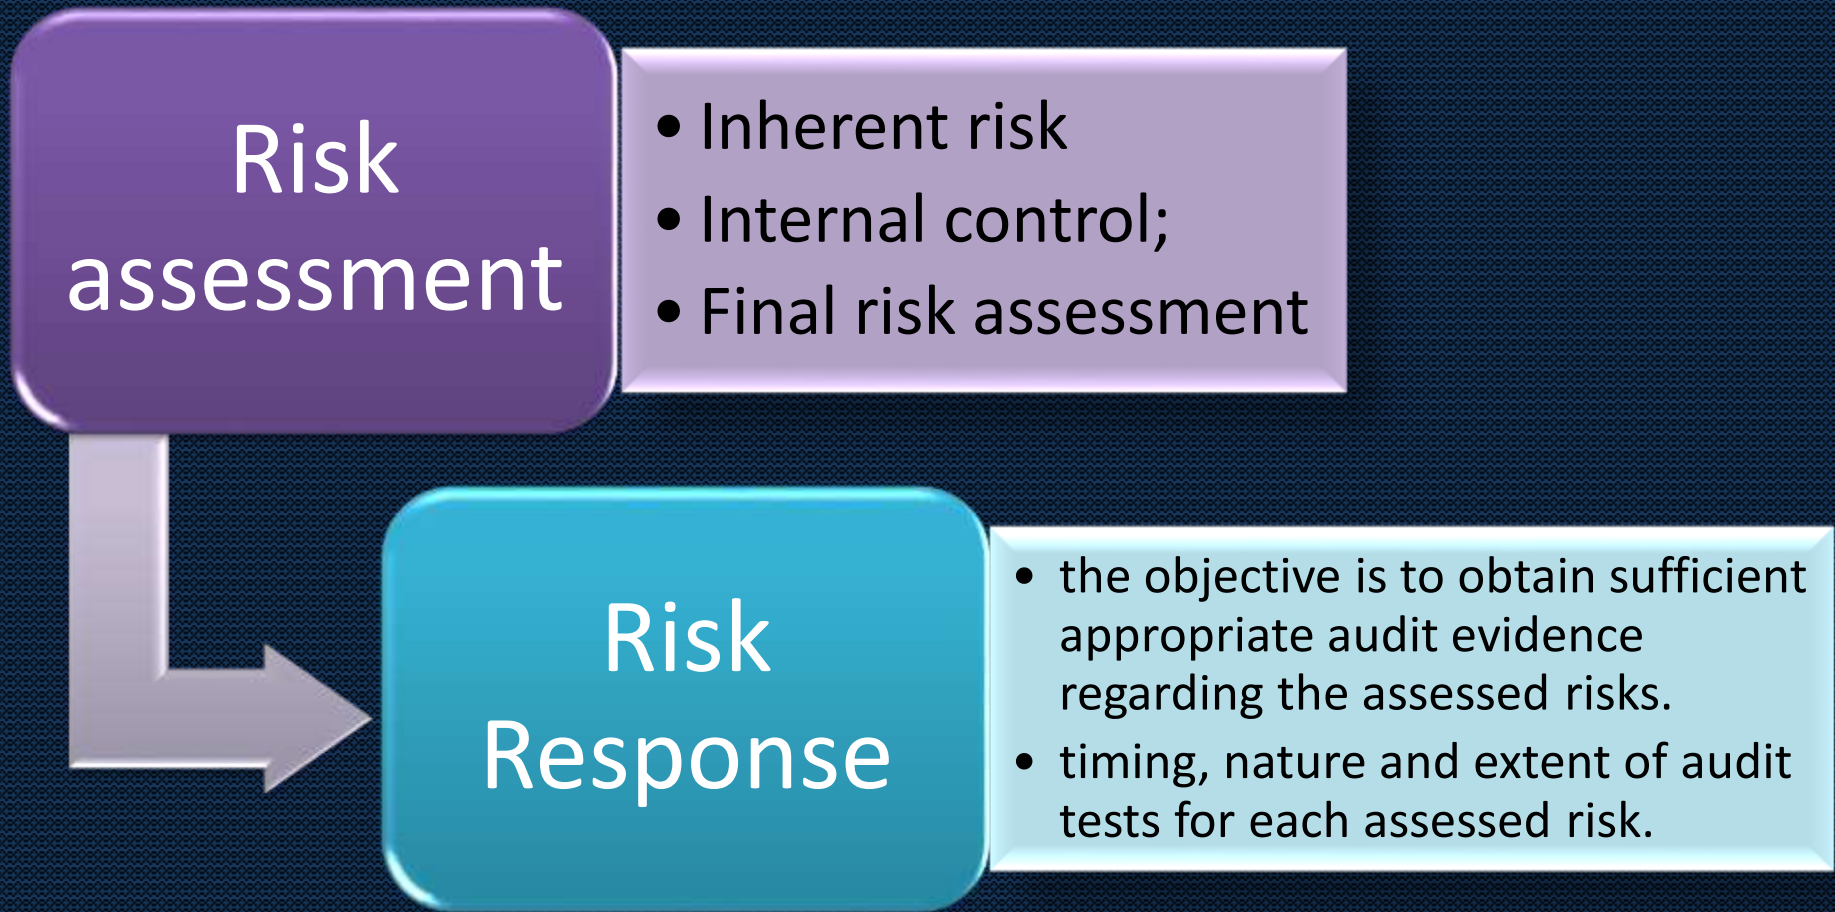 Risk
assessment
• Inherent risk
• Internal control;
• Final risk assessment
Risk
Response
• the objective is to obtain sufficient
appropriate audit evidence
regarding the assessed risks.
• timing, nature and extent of audit
tests for each assessed risk.